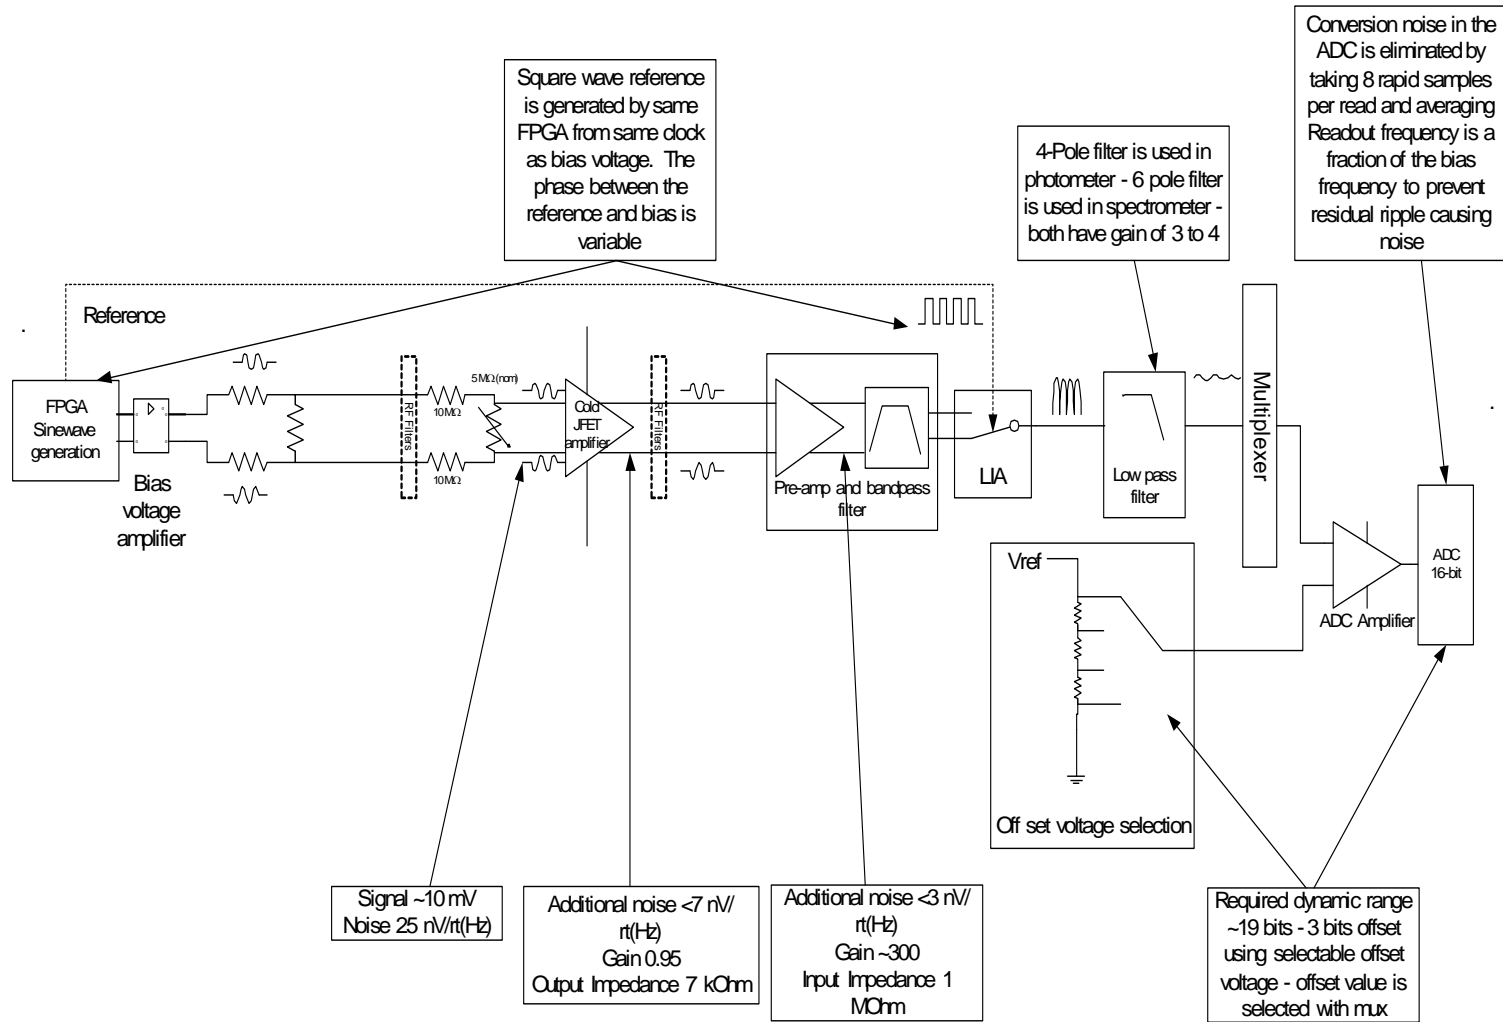 Conversion noise in the
ADC is eliminated by
taking 8 rapid samples
per read and averaging
Readout frequency is a
fraction of the bias
frequency to prevent
residual ripple causing
noise
Square wave reference
is generated by same
FPGA from same clock
as bias voltage. The
phase between the
reference and bias is
variable
4-Pole filter is used in
photometer - 6 pole filter
is used in spectrometer -
both have gain of 3 to 4
Reference
FPGA
Sinewave
generation
Bias
voltage
amplifier
RF Filters
10MΩ
10MΩ
5 MΩ (nom)
Cold
JFET
amplifier
RF Filters
Pre-amp and bandpass
filter
LIA
Low pass
filter
Multiplexer
Vref
Off set voltage selection
ADC Amplifier
ADC
16-bit
Signal ~10 mV
Noise 25 nV/rt(Hz)
Additional noise <7 nV/
rt(Hz)
Gain 0.95
Output Impedance 7 kOhm
Additional noise <3 nV/
rt(Hz)
Gain ~300
Input Impedance 1
MOhm
Required dynamic range
~19 bits - 3 bits offset
using selectable offset
voltage - offset value is
selected with mux